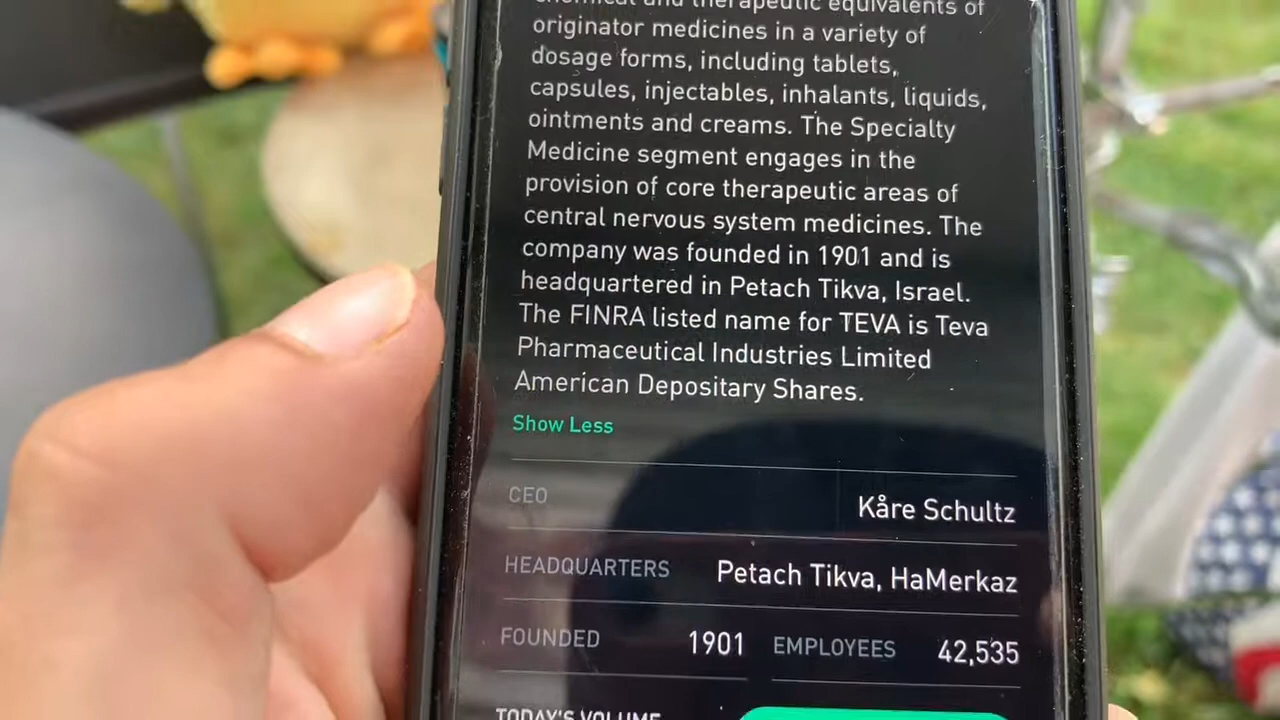 chemical and therapeutic equivalents of
originator medicines in a variety of
dosage forms, including tablets,
capsules, injectables, inhalants, liquids,
ointments and creams. The Specialty
Medicine segment engages in the
provision of core therapeutic areas of
central nervous system medicines. The
company was founded in 1901 and is
headquartered in Petach Tikva, Israel.
The FINRA listed name for TEVA is Teva
Pharmaceutical Industries Limited
American Depositary Shares.
Show Less
CEO Kåre Schultz
HEADQUARTERS Petach Tikva, HaMerkaz
FOUNDED 1901 EMPLOYEES 42,535
TODAY'S VOLUME